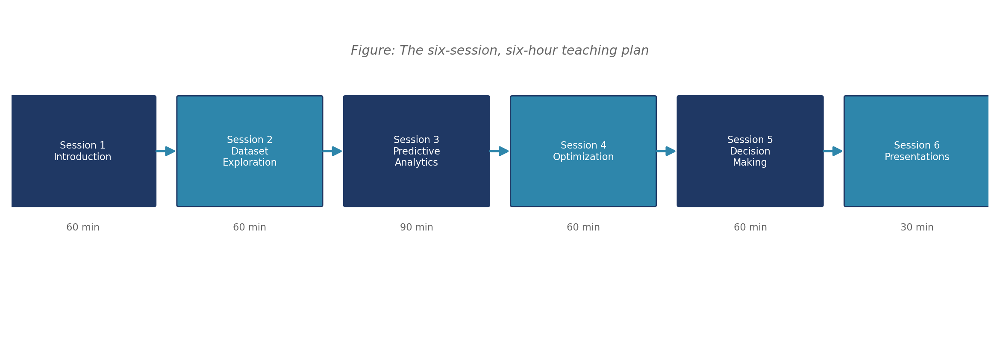 Figure: The six-session, six-hour teaching plan
Session 1
Introduction
Session 2
Dataset
Exploration
Session 3
Predictive
Analytics
Session 4
Optimization
Session 5
Decision
Making
Session 6
Presentations
60 min
60 min
90 min
60 min
60 min
30 min